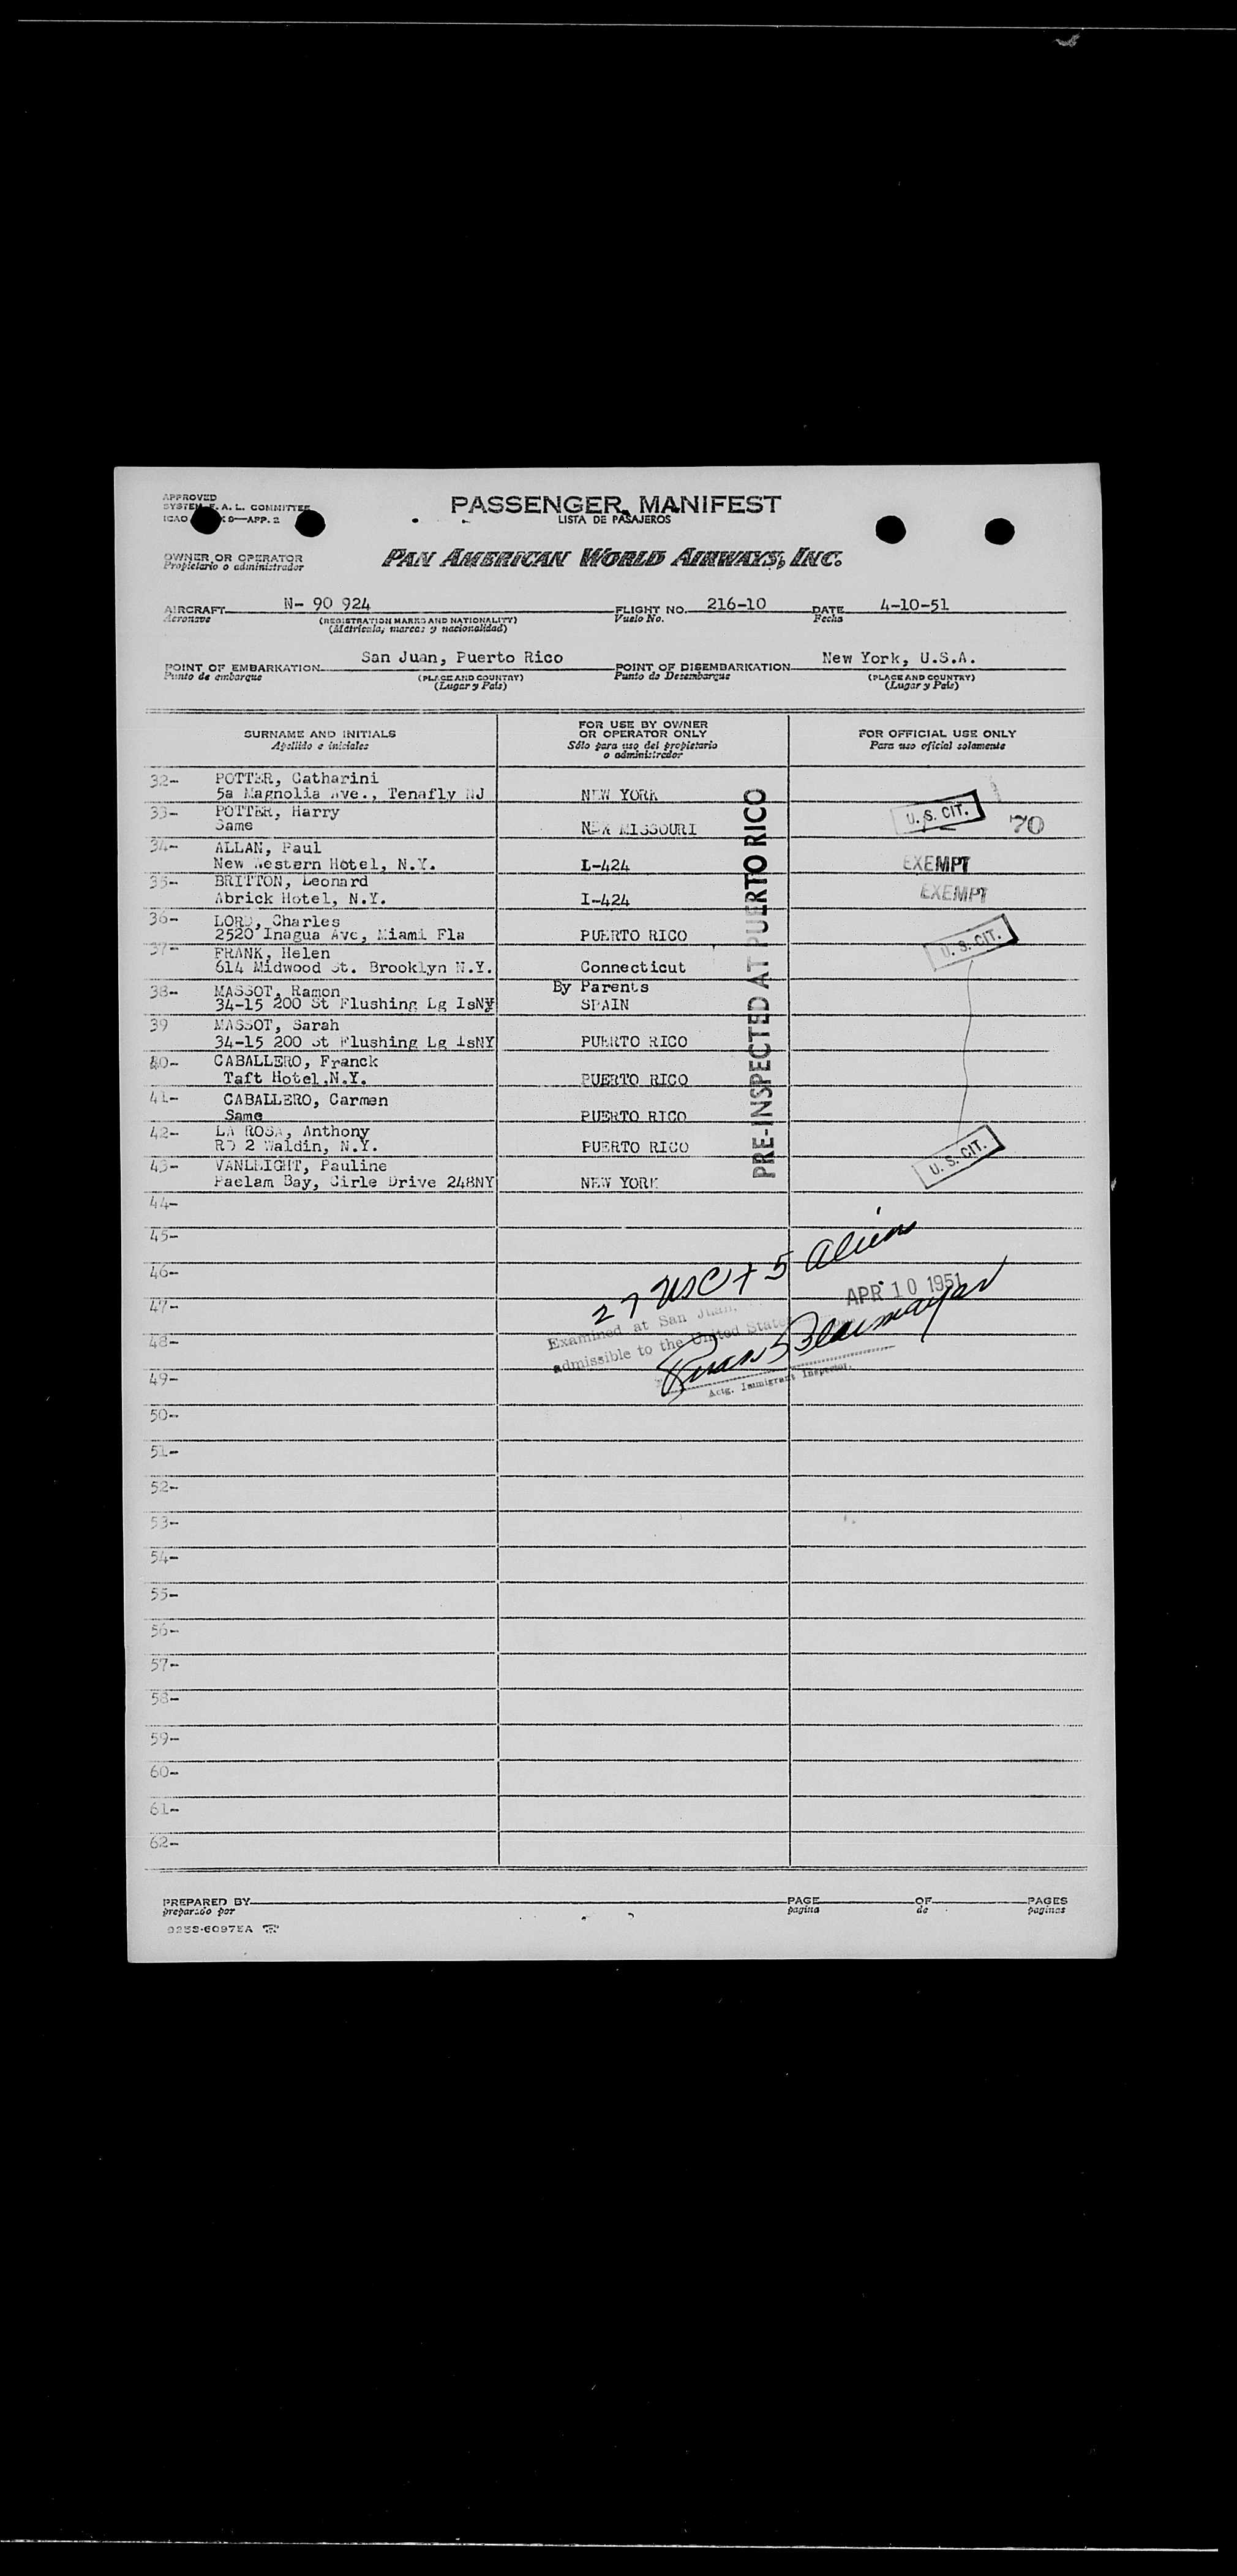 APPROVED
SYSTEM F. A. L. COMMITTEE
ICAO 9—APP. 2
PASSENGER MANIFEST
LISTA DE PASAJEROS
OWNER OR OPERATOR
Propietario o administrador
PAN AMERICAN WORLD AIRWAYS, INC.
AIRCRAFT N- 90 924 FLIGHT NO. 216-10 DATE 4-10-51
Aeronave (REGISTRATION MARKS AND NATIONALITY) Vuelo No. Fecha
(Matrícula, marcas y nacionalidad)
POINT OF EMBARKATION San Juan, Puerto Rico POINT OF DISEMBARKATION New York, U.S.A.
Punto de embarque (PLACE AND COUNTRY) Punto de Desembarque (PLACE AND COUNTRY)
(Lugar y País) (Lugar y País)
SURNAME AND INITIALS
Apellido e iniciales
FOR USE BY OWNER
OR OPERATOR ONLY
Sólo para uso del propietario
o administrador
FOR OFFICIAL USE ONLY
Para uso oficial solamente
32- POTTER, Catharini
5a Magnolia Ave., Tenafly NJ NEW YORK
33- POTTER, Harry U. S. CIT.
Same MISSOURI 70
34- ALLAN, Paul
New Western Hotel, N.Y. I-424 EXEMPT
35- BRITTON, Leonard
Abrick Hotel, N.Y. I-424 EXEMPT
36- LORD, Charles
2520 Inagua Ave, Miami Fla PUERTO RICO U. S. CIT.
37- FRANK, Helen
614 Midwood St. Brooklyn N.Y. Connecticut
38- MASSOT, Ramon By Parents
34-15 200 St Flushing Lg IsNy SPAIN
39 MASSOT, Sarah
34-15 200 St Flushing Lg IsNY PUERTO RICO
40- CABALLERO, Franck
Taft Hotel,N.Y. PUERTO RICO
41- CABALLERO, Carmen
Same PUERTO RICO
42- LA ROSA, Anthony
RD 2 Waldin, N.Y. PUERTO RICO U. S. CIT.
43- VANLEIGHT, Pauline
Paelam Bay, Cirle Drive 248NY NEW YORK
PRE-INSPECTED AT PUERTO RICO
44-
45-
46-
27 USC + 5 Aliens
47-
APR 10 1951
Examined at San Juan,
48-
admissible to the United States
49-
Actg. Immigrant Inspector.
50-
51-
52-
53-
54-
55-
56-
57-
58-
59-
60-
61-
62-
PREPARED BY PAGE OF PAGES
preparado por pagina de paginas